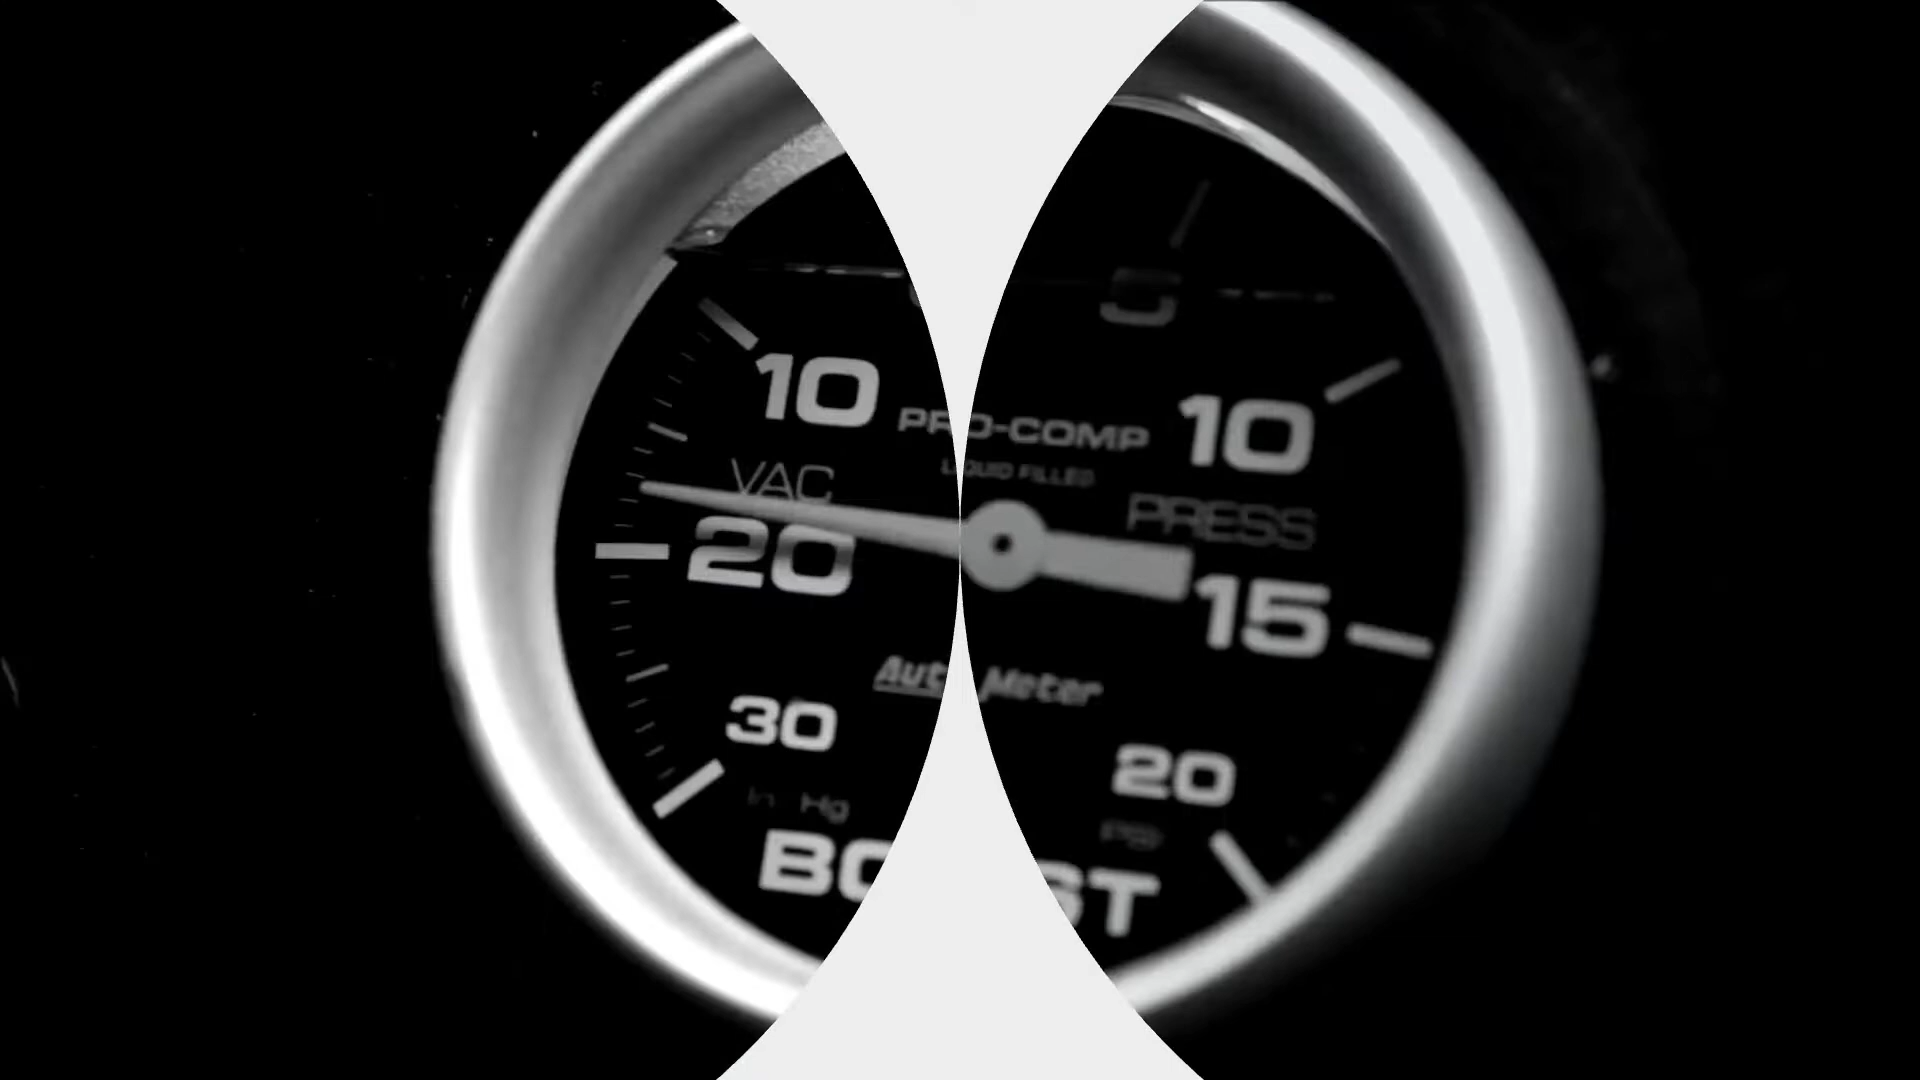 5
10
10
PRO-COMP
LIQUID FILLED
VAC
PRESS
20
15
Auto Meter
30
20
In Hg
PSI
BO ST